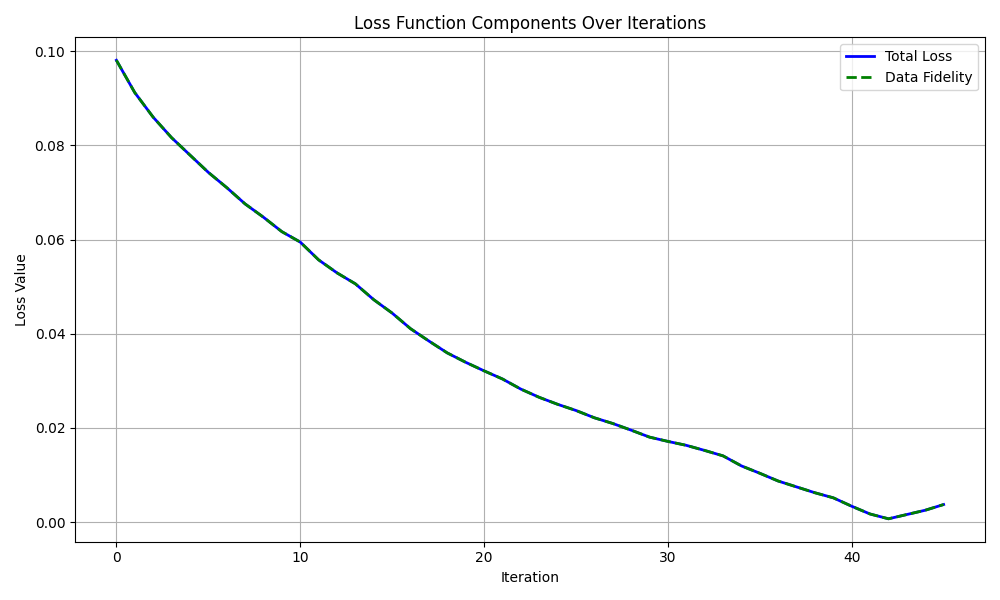 Loss Function Components Over Iterations
Total Loss
Data Fidelity
0.10
0.08
0.06
0.04
0.02
0.00
Loss Value
0 10 20 30 40
Iteration